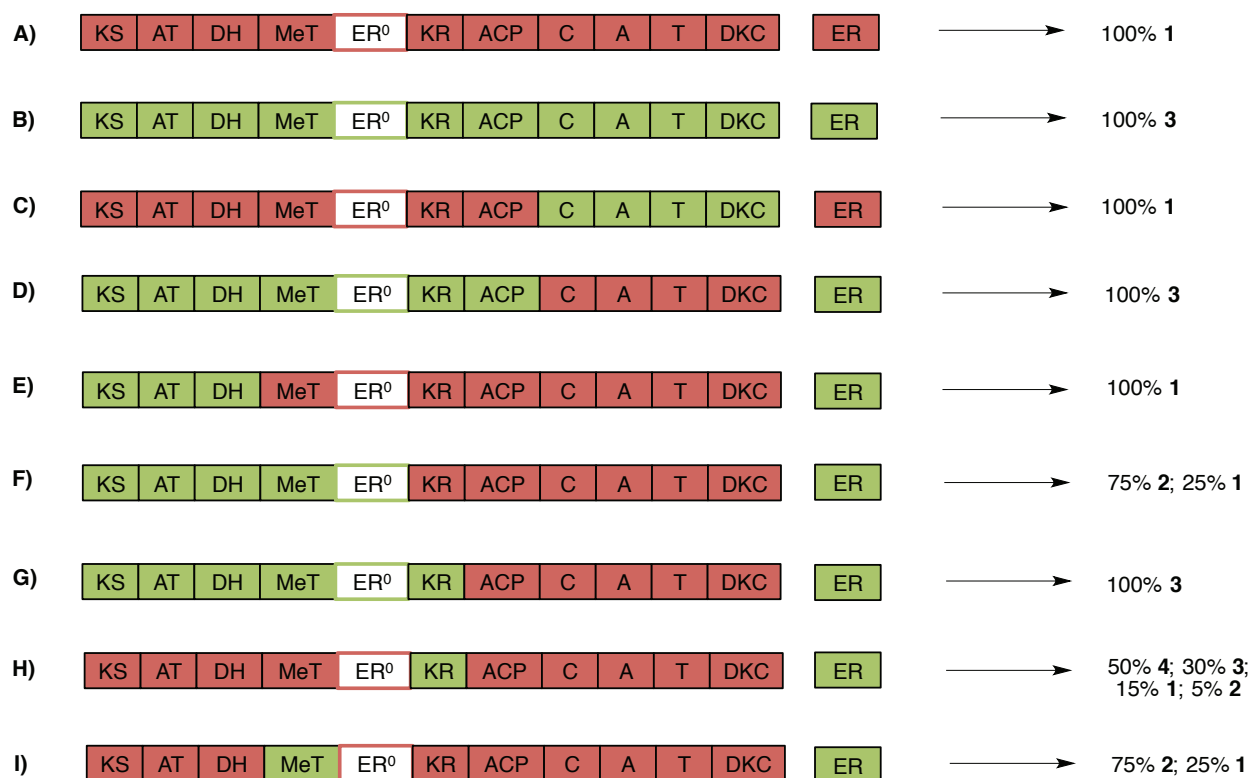 A) KS AT DH MeT ER⁰ KR ACP C A T DKC ER 100% 1
B) KS AT DH MeT ER⁰ KR ACP C A T DKC ER 100% 3
C) KS AT DH MeT ER⁰ KR ACP C A T DKC ER 100% 1
D) KS AT DH MeT ER⁰ KR ACP C A T DKC ER 100% 3
E) KS AT DH MeT ER⁰ KR ACP C A T DKC ER 100% 1
F) KS AT DH MeT ER⁰ KR ACP C A T DKC ER 75% 2; 25% 1
G) KS AT DH MeT ER⁰ KR ACP C A T DKC ER 100% 3
H) KS AT DH MeT ER⁰ KR ACP C A T DKC ER 50% 4; 30% 3;
15% 1; 5% 2
I) KS AT DH MeT ER⁰ KR ACP C A T DKC ER 75% 2; 25% 1